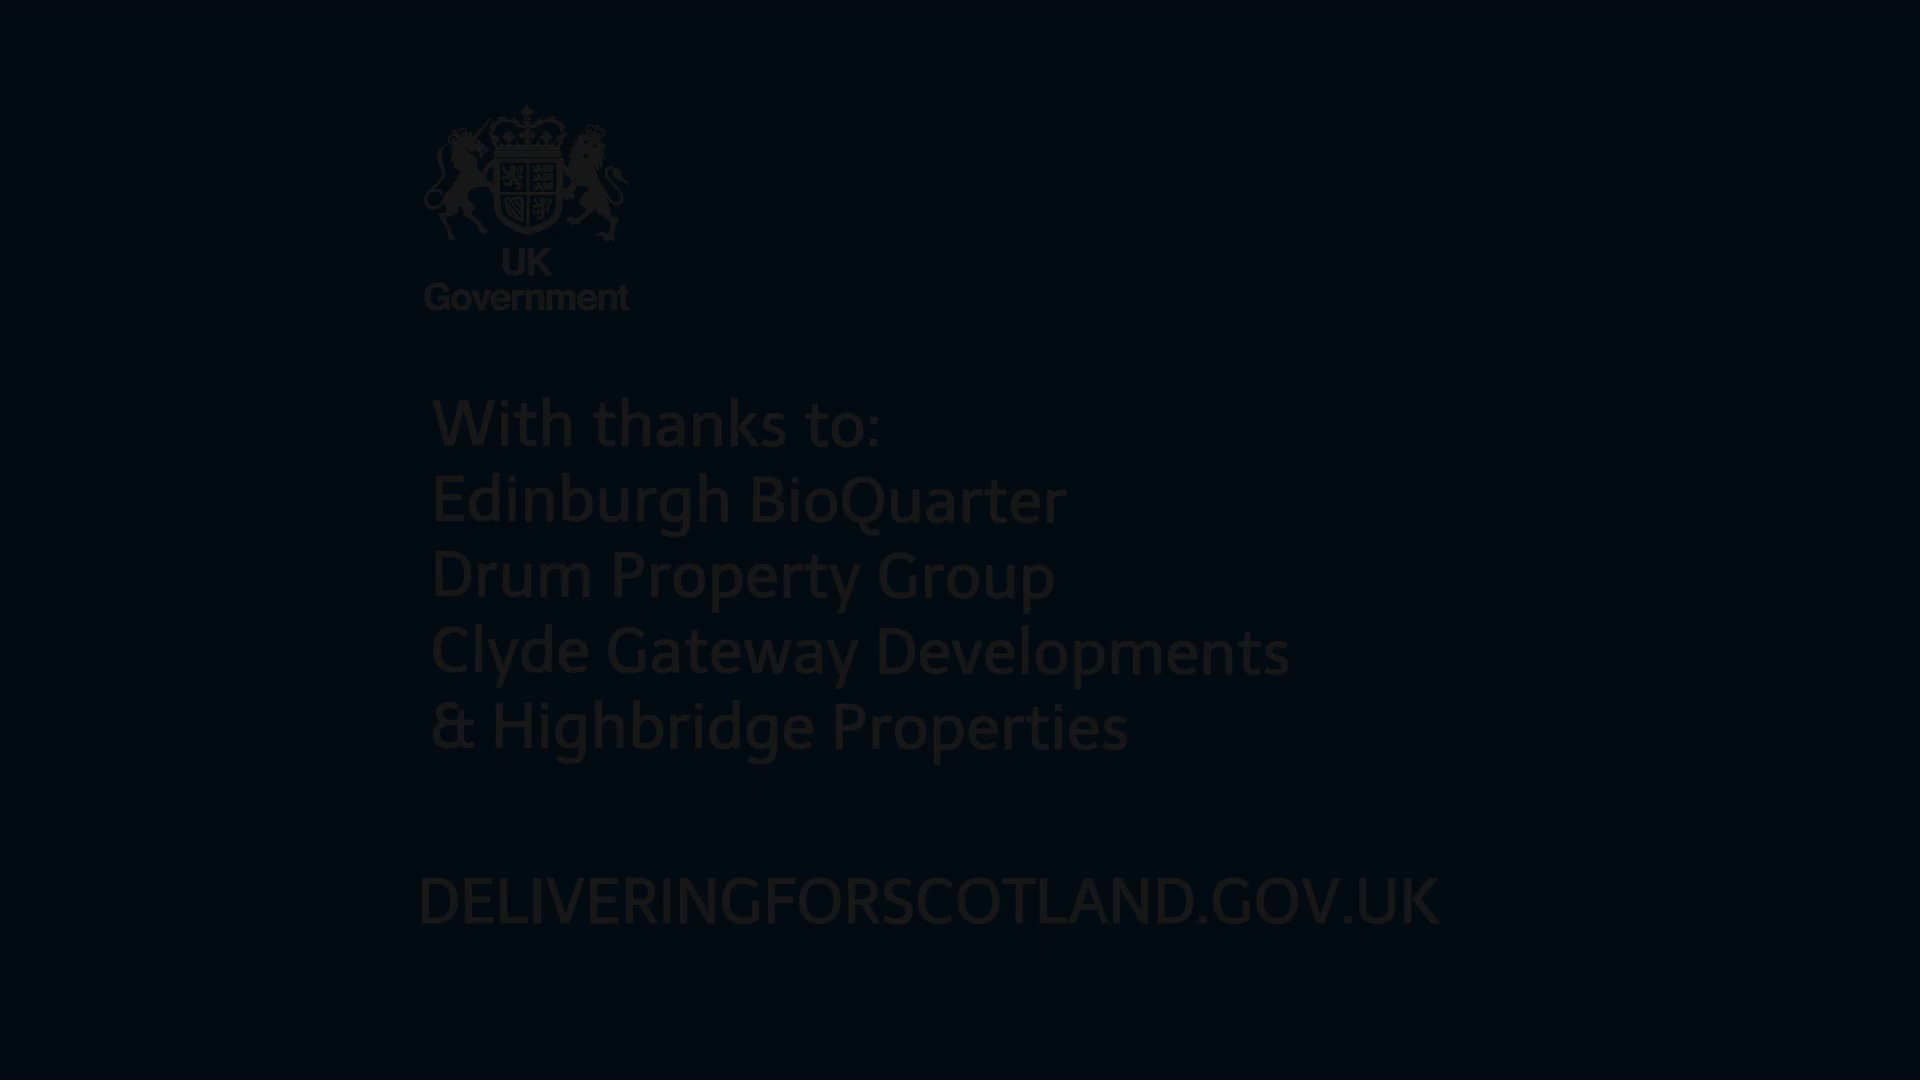 UK
Government
With thanks to:
Edinburgh BioQuarter
Drum Property Group
Clyde Gateway Developments
& Highbridge Properties
DELIVERINGFORSCOTLAND.GOV.UK